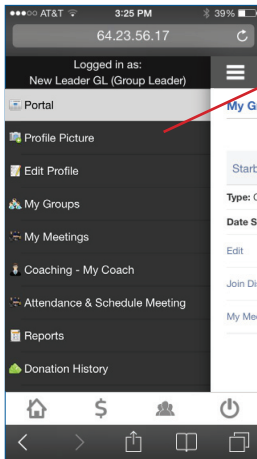 AT&T 3:25 PM 39%
64.23.56.17
Logged in as:
New Leader GL (Group Leader)
Portal
Profile Picture
Edit Profile
My Groups
My Meetings
Coaching - My Coach
Attendance & Schedule Meeting
Reports
Donation History
My G
Starb
Type:
Date S
Edit
Join Di
My Mee
$